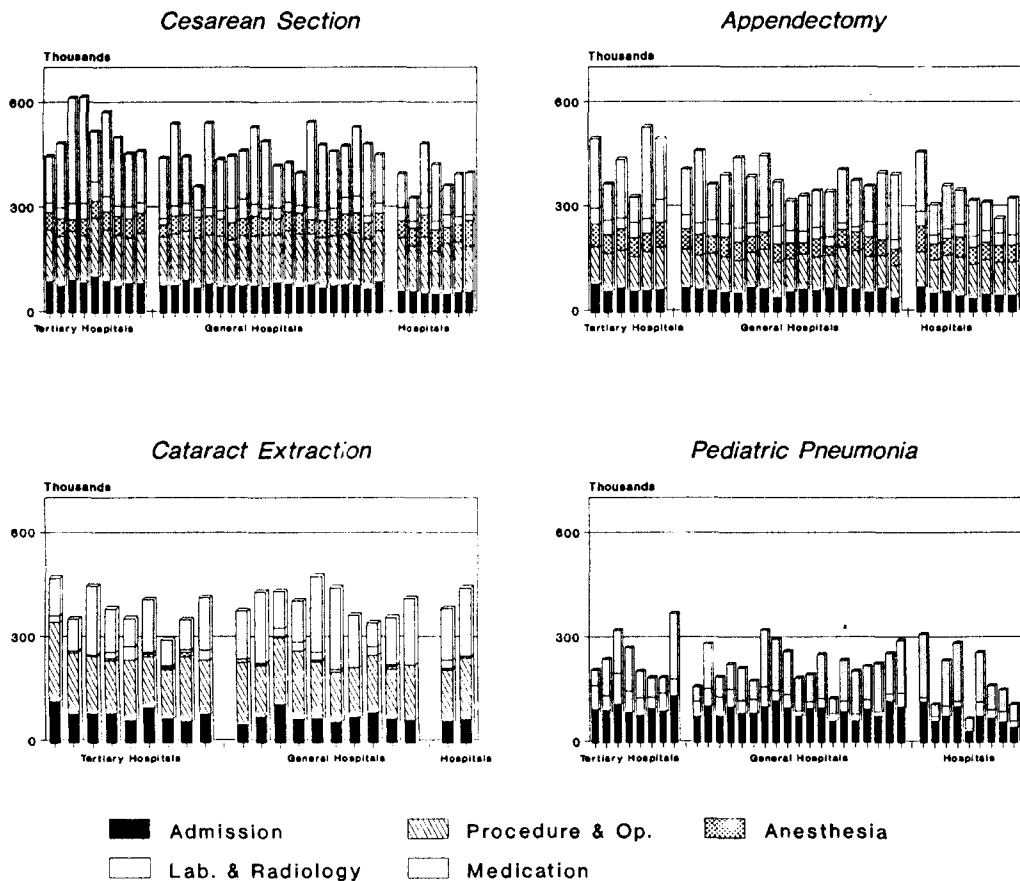 Cesarean Section
Thousands
600
300
0
Tertiary Hospitals General Hospitals Hospitals
Appendectomy
Thousands
600
300
0
Tertiary Hospitals General Hospitals Hospitals
Cataract Extraction
Thousands
600
300
0
Tertiary Hospitals General Hospitals Hospitals
Pediatric Pneumonia
Thousands
600
300
0
Tertiary Hospitals General Hospitals Hospitals
Admission Procedure & Op. Anesthesia
Lab. & Radiology Medication